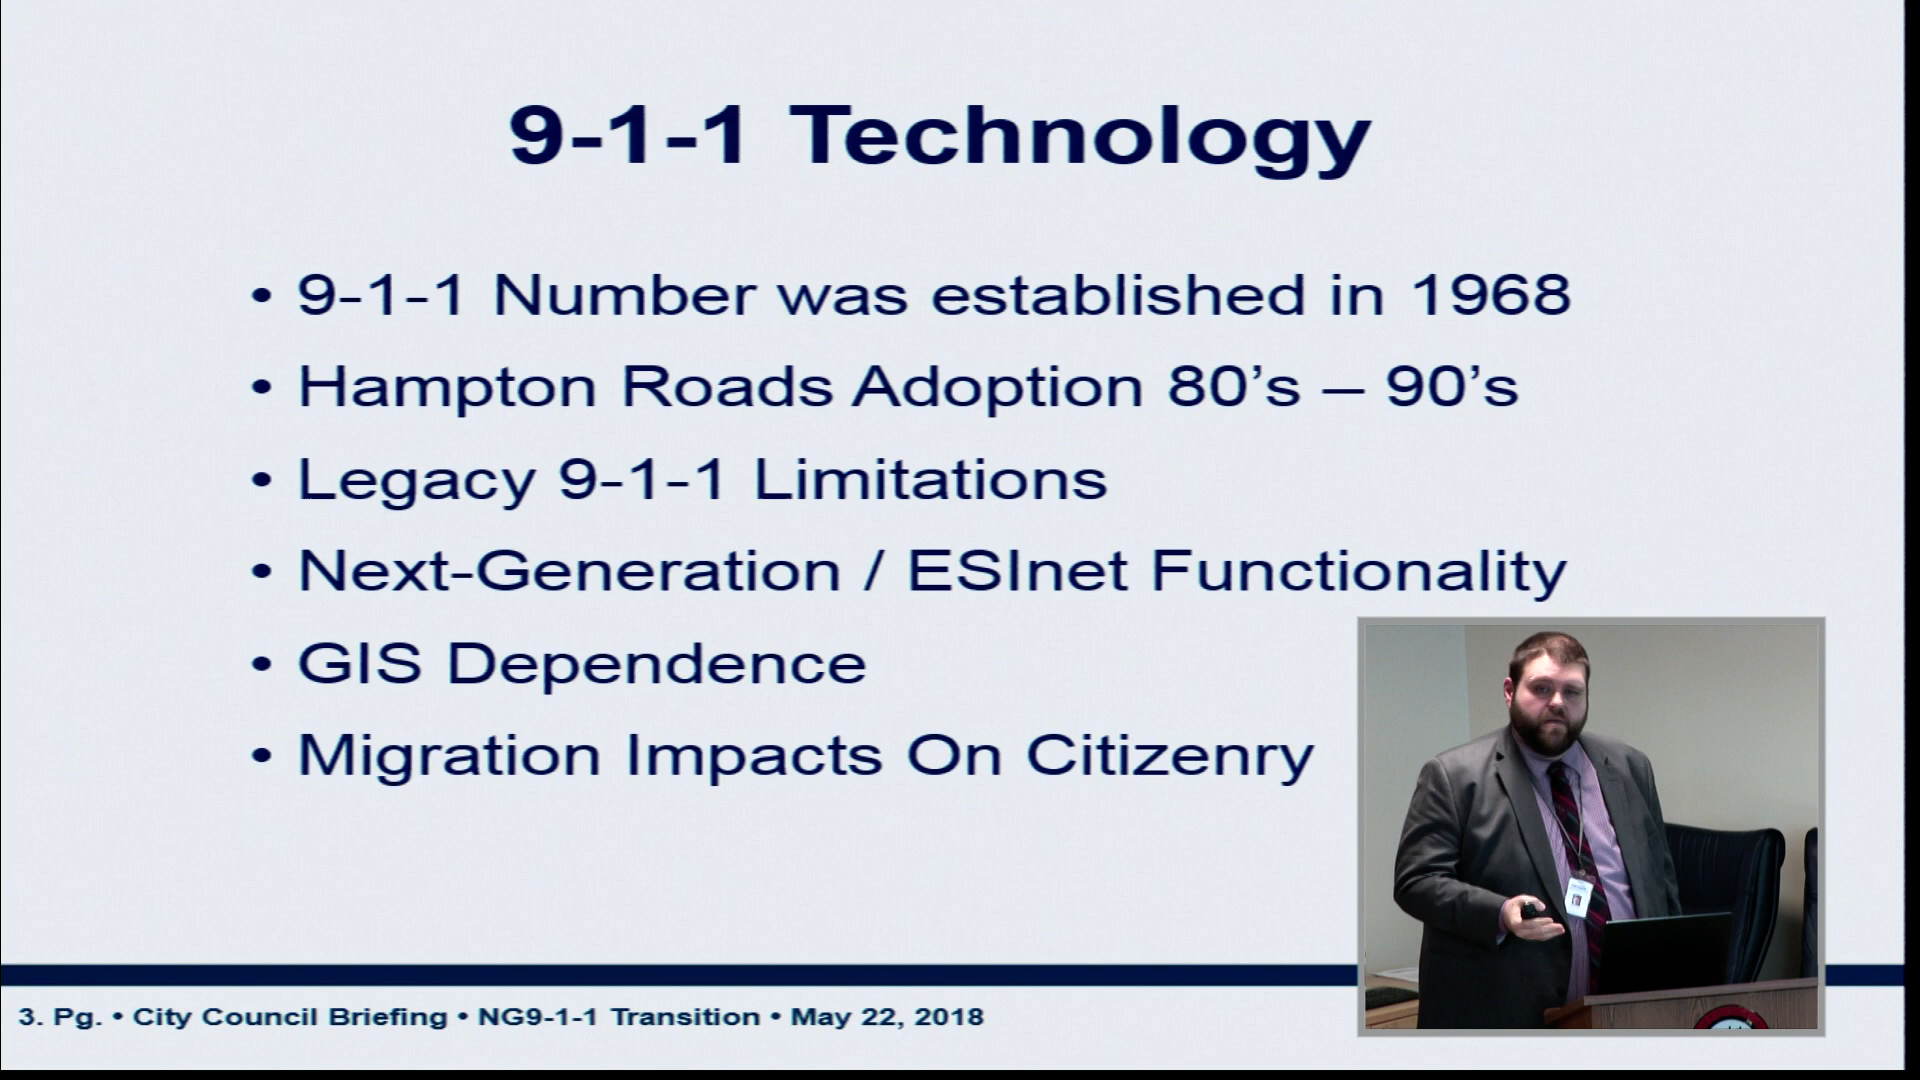 9-1-1 Technology
• 9-1-1 Number was established in 1968
• Hampton Roads Adoption 80’s – 90’s
• Legacy 9-1-1 Limitations
• Next-Generation / ESInet Functionality
• GIS Dependence
• Migration Impacts On Citizenry
3. Pg. • City Council Briefing • NG9-1-1 Transition • May 22, 2018